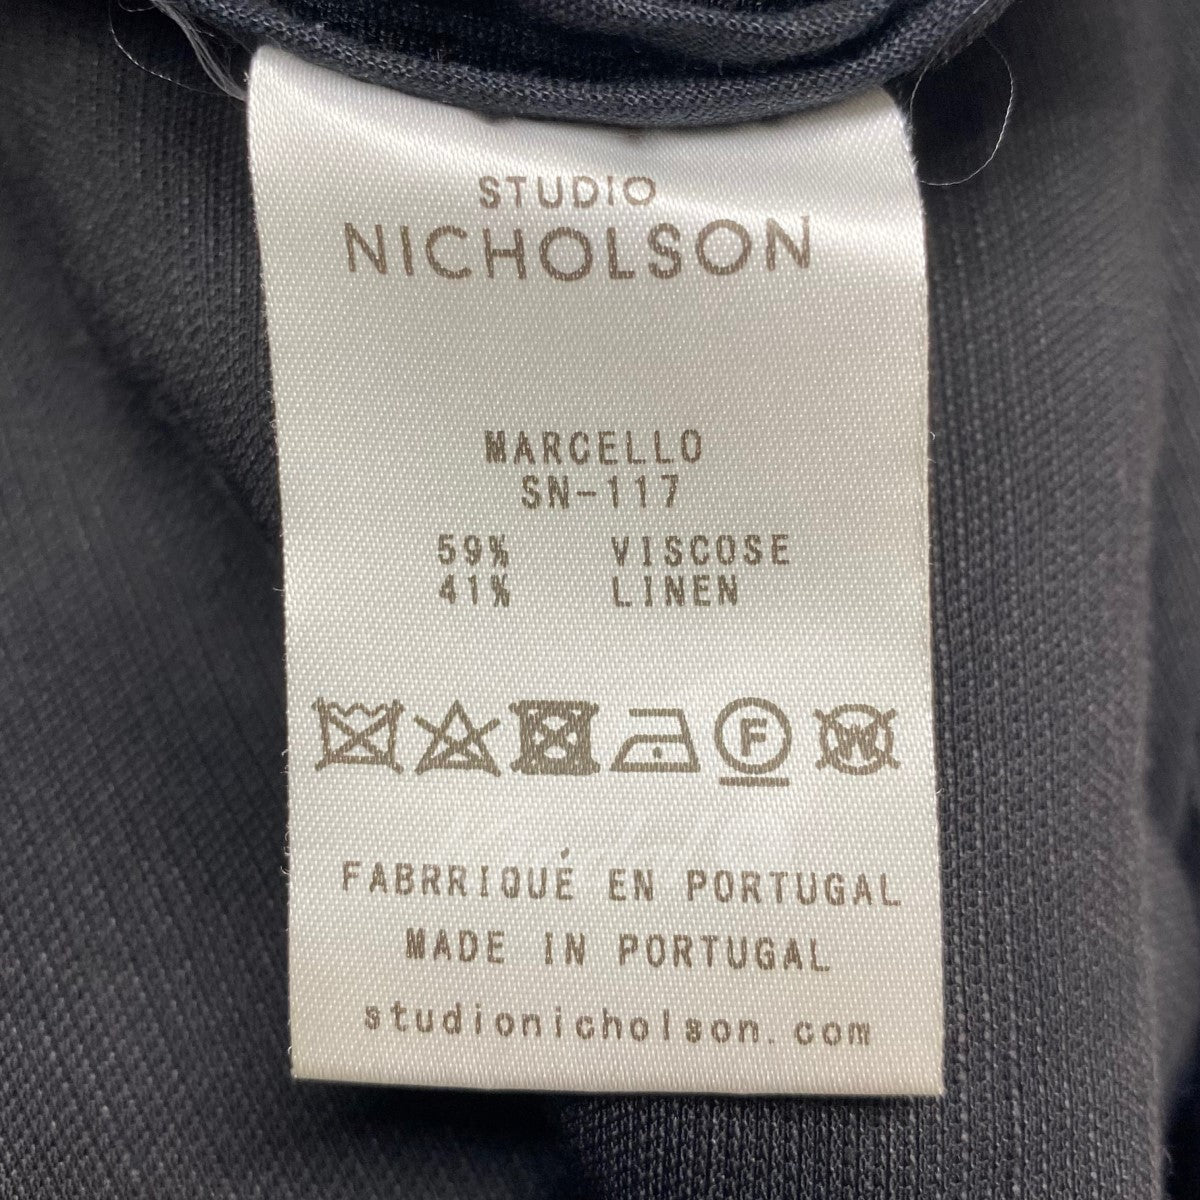 STUDIO
NICHOLSON
MARCELLO
SN-117
59% VISCOSE
41% LINEN
F W
FABRRIQUÉ EN PORTUGAL
MADE IN PORTUGAL
studionicholson.com